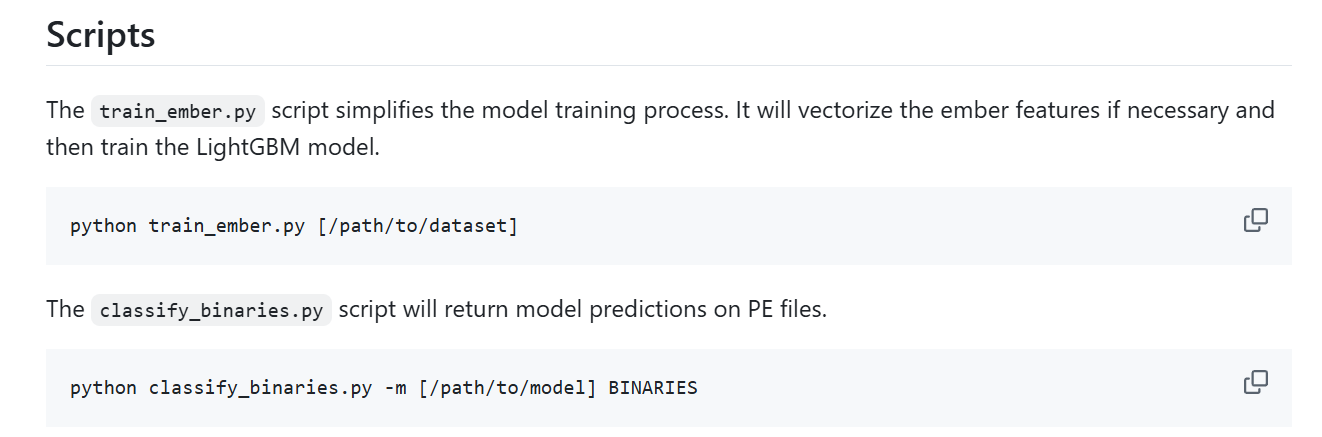 Scripts
The train_ember.py script simplifies the model training process. It will vectorize the ember features if necessary and
then train the LightGBM model.
python train_ember.py [/path/to/dataset]
The classify_binaries.py script will return model predictions on PE files.
python classify_binaries.py -m [/path/to/model] BINARIES